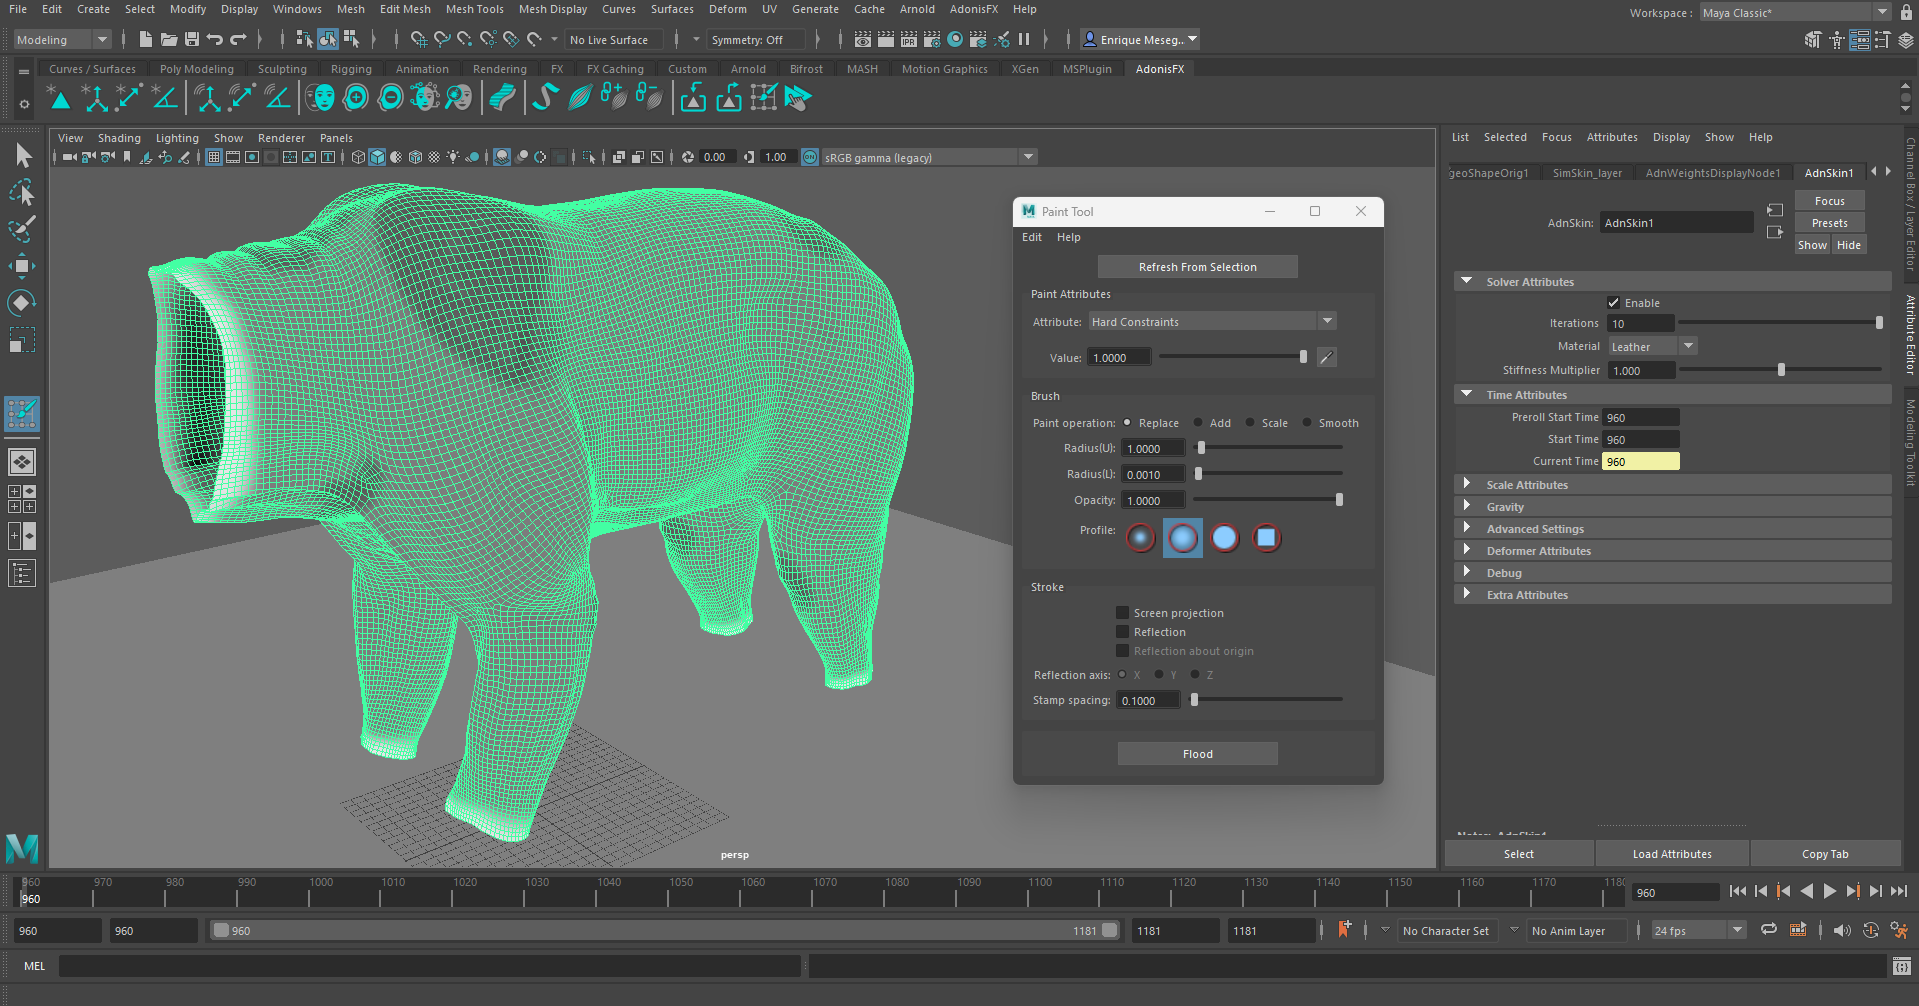 File Edit Create Select Modify Display Windows Mesh Edit Mesh Mesh Tools Mesh Display Curves Surfaces Deform UV Generate Cache Arnold AdonisFX Help
Workspace : Maya Classic*
Modeling No Live Surface Symmetry: Off IPR Enrique Meseg...
Curves / Surfaces Poly Modeling Sculpting Rigging Animation Rendering FX FX Caching Custom Arnold Bifrost MASH Motion Graphics XGen MSPlugin AdonisFX
View Shading Lighting Show Renderer Panels
0.00 1.00 ON sRGB gamma (legacy)
persp
M Paint Tool
Edit Help
Refresh From Selection
Paint Attributes
Attribute: Hard Constraints
Value: 1.0000
Brush
Paint operation: Replace Add Scale Smooth
Radius(U): 1.0000
Radius(L): 0.0010
Opacity: 1.0000
Profile:
Stroke
Screen projection
Reflection
Reflection about origin
Reflection axis: X Y Z
Stamp spacing: 0.1000
Flood
List Selected Focus Attributes Display Show Help
geoShapeOrig1 SimSkin_layer AdnWeightsDisplayNode1 AdnSkin1
Focus
AdnSkin: AdnSkin1 Presets
Show Hide
Solver Attributes
Enable
Iterations 10
Material Leather
Stiffness Multiplier 1.000
Time Attributes
Preroll Start Time 960
Start Time 960
Current Time 960
Scale Attributes
Gravity
Advanced Settings
Deformer Attributes
Debug
Extra Attributes
Notes: AdnSkin1
Select Load Attributes Copy Tab
Channel Box / Layer Editor
Attribute Editor
Modeling Toolkit
960 970 980 990 1000 1010 1020 1030 1040 1050 1060 1070 1080 1090 1100 1110 1120 1130 1140 1150 1160 1170 1180
960 960
960 960 960 1181 1181 1181 No Character Set No Anim Layer 24 fps
MEL